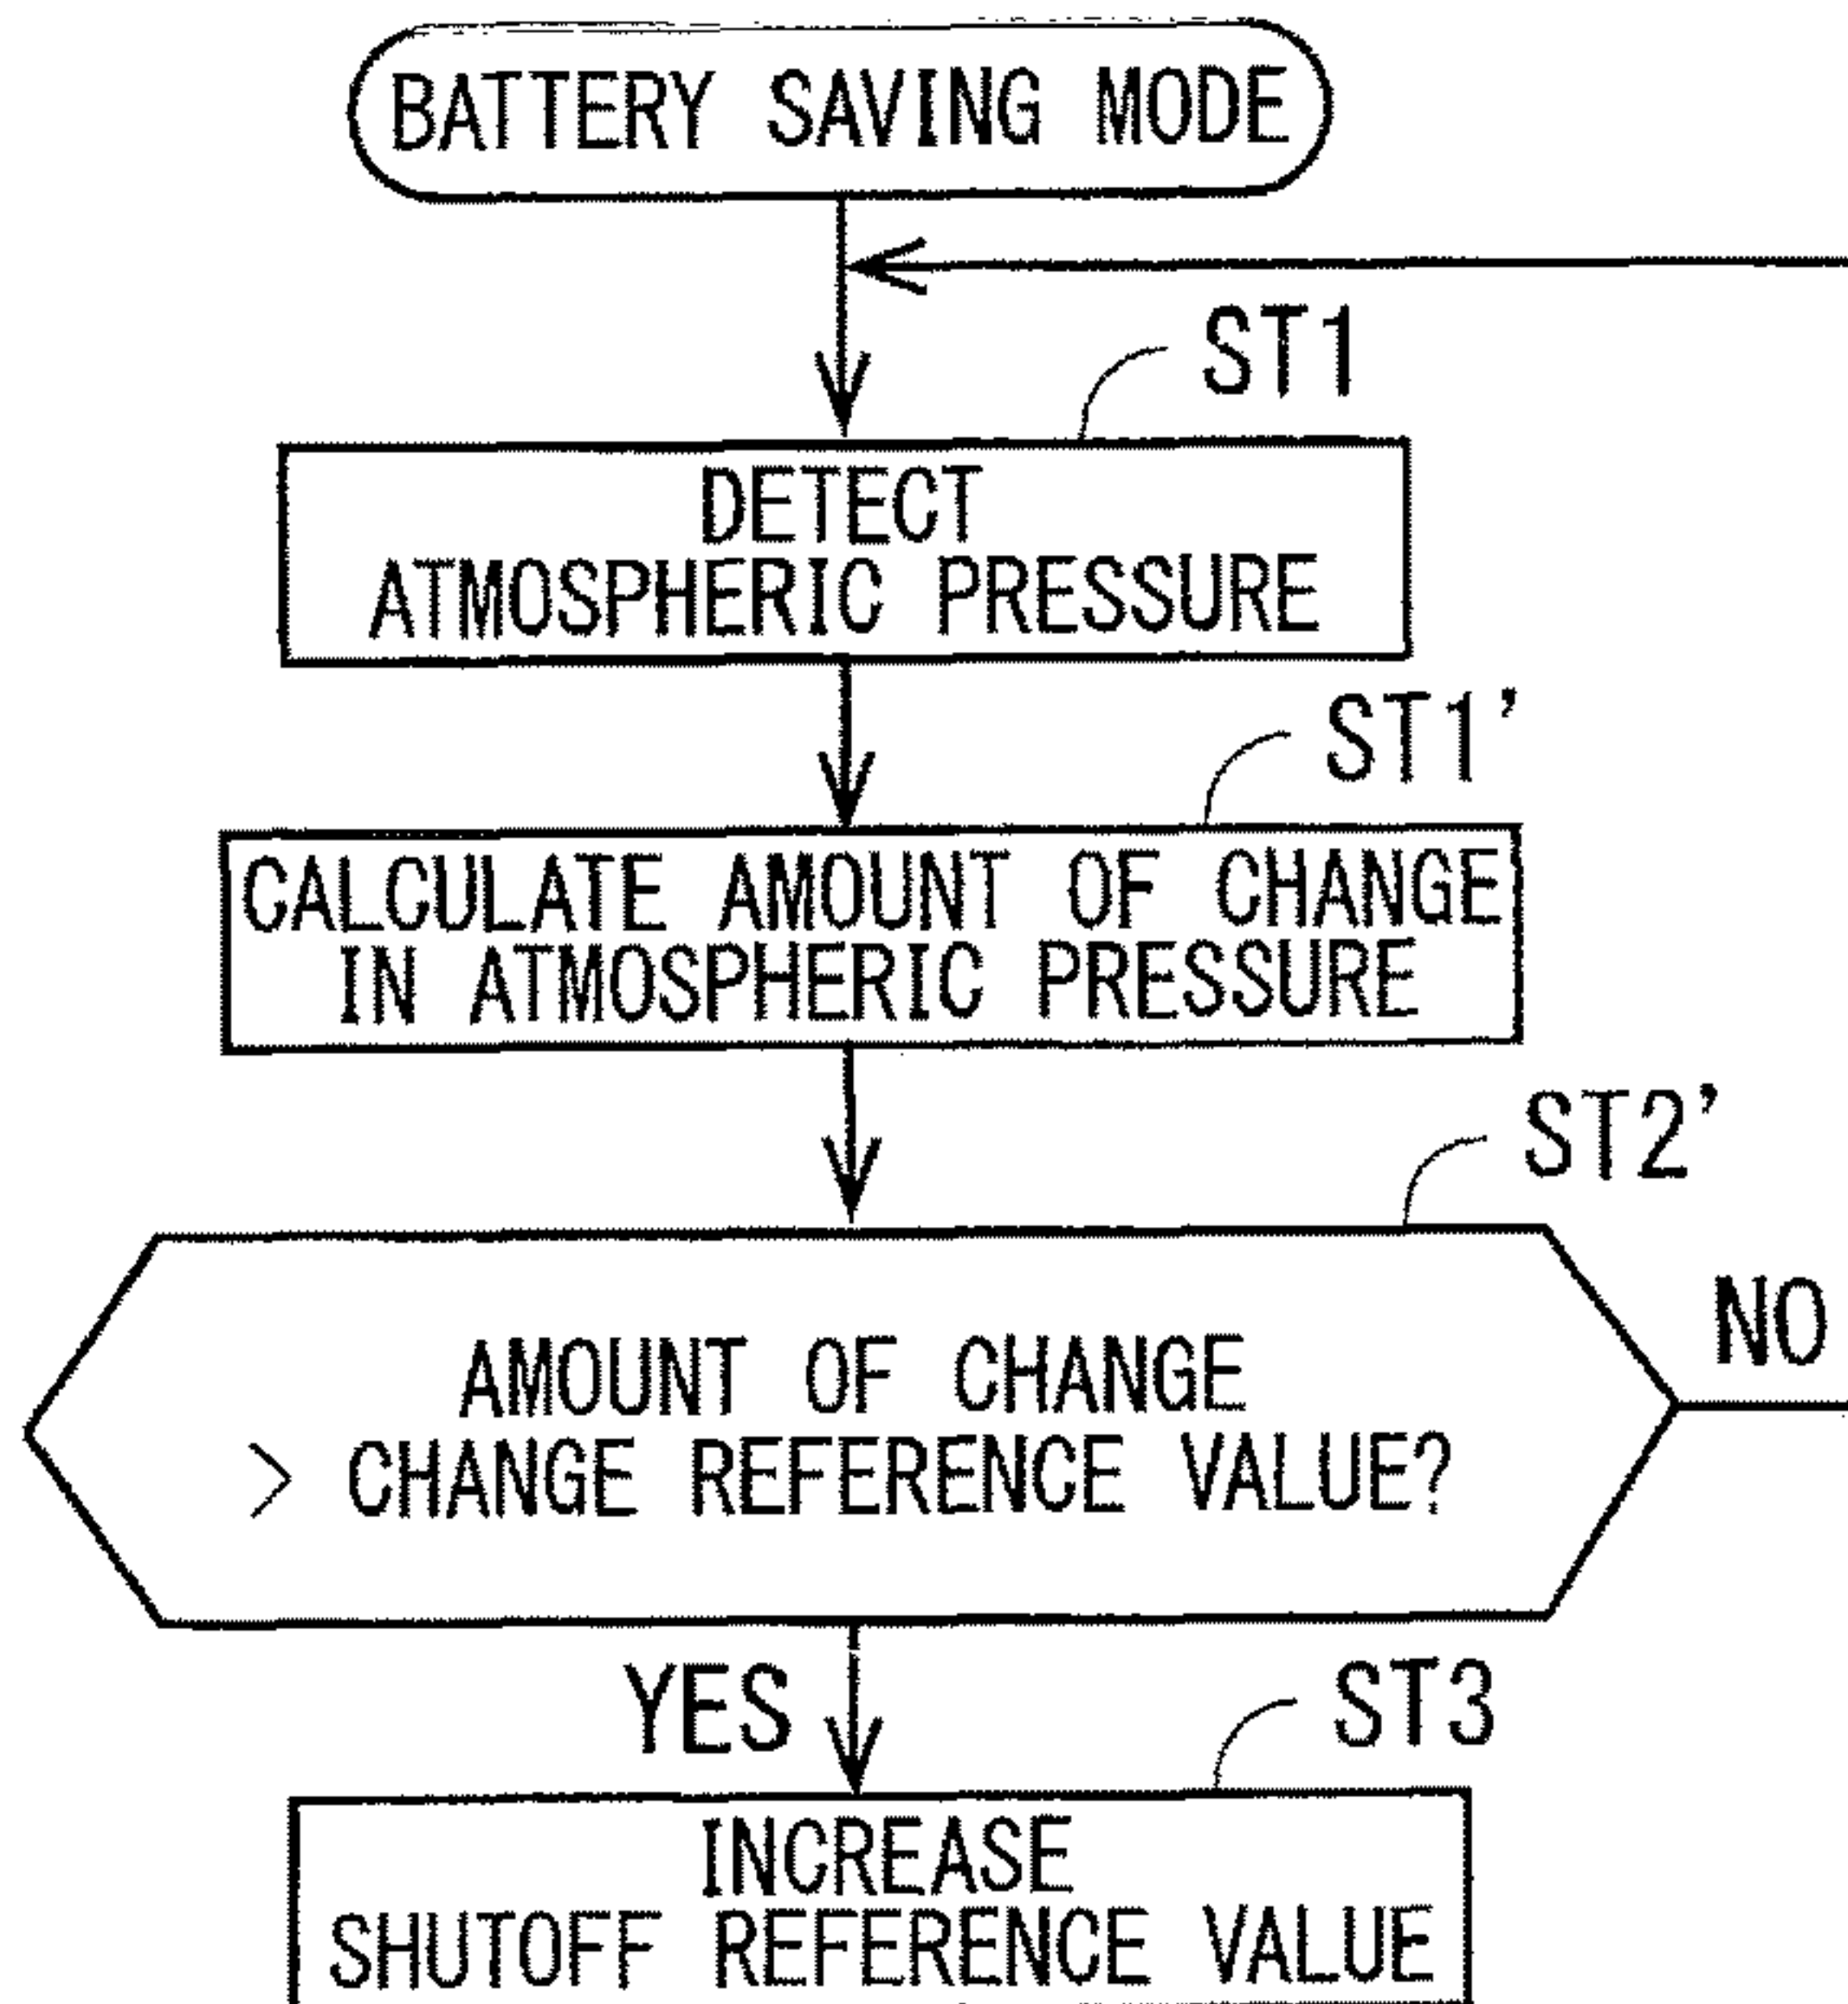 BATTERY SAVING MODE
ST1
DETECT
ATMOSPHERIC PRESSURE
ST1'
CALCULATE AMOUNT OF CHANGE
IN ATMOSPHERIC PRESSURE
ST2'
AMOUNT OF CHANGE
> CHANGE REFERENCE VALUE?
NO
YES
ST3
INCREASE
SHUTOFF REFERENCE VALUE